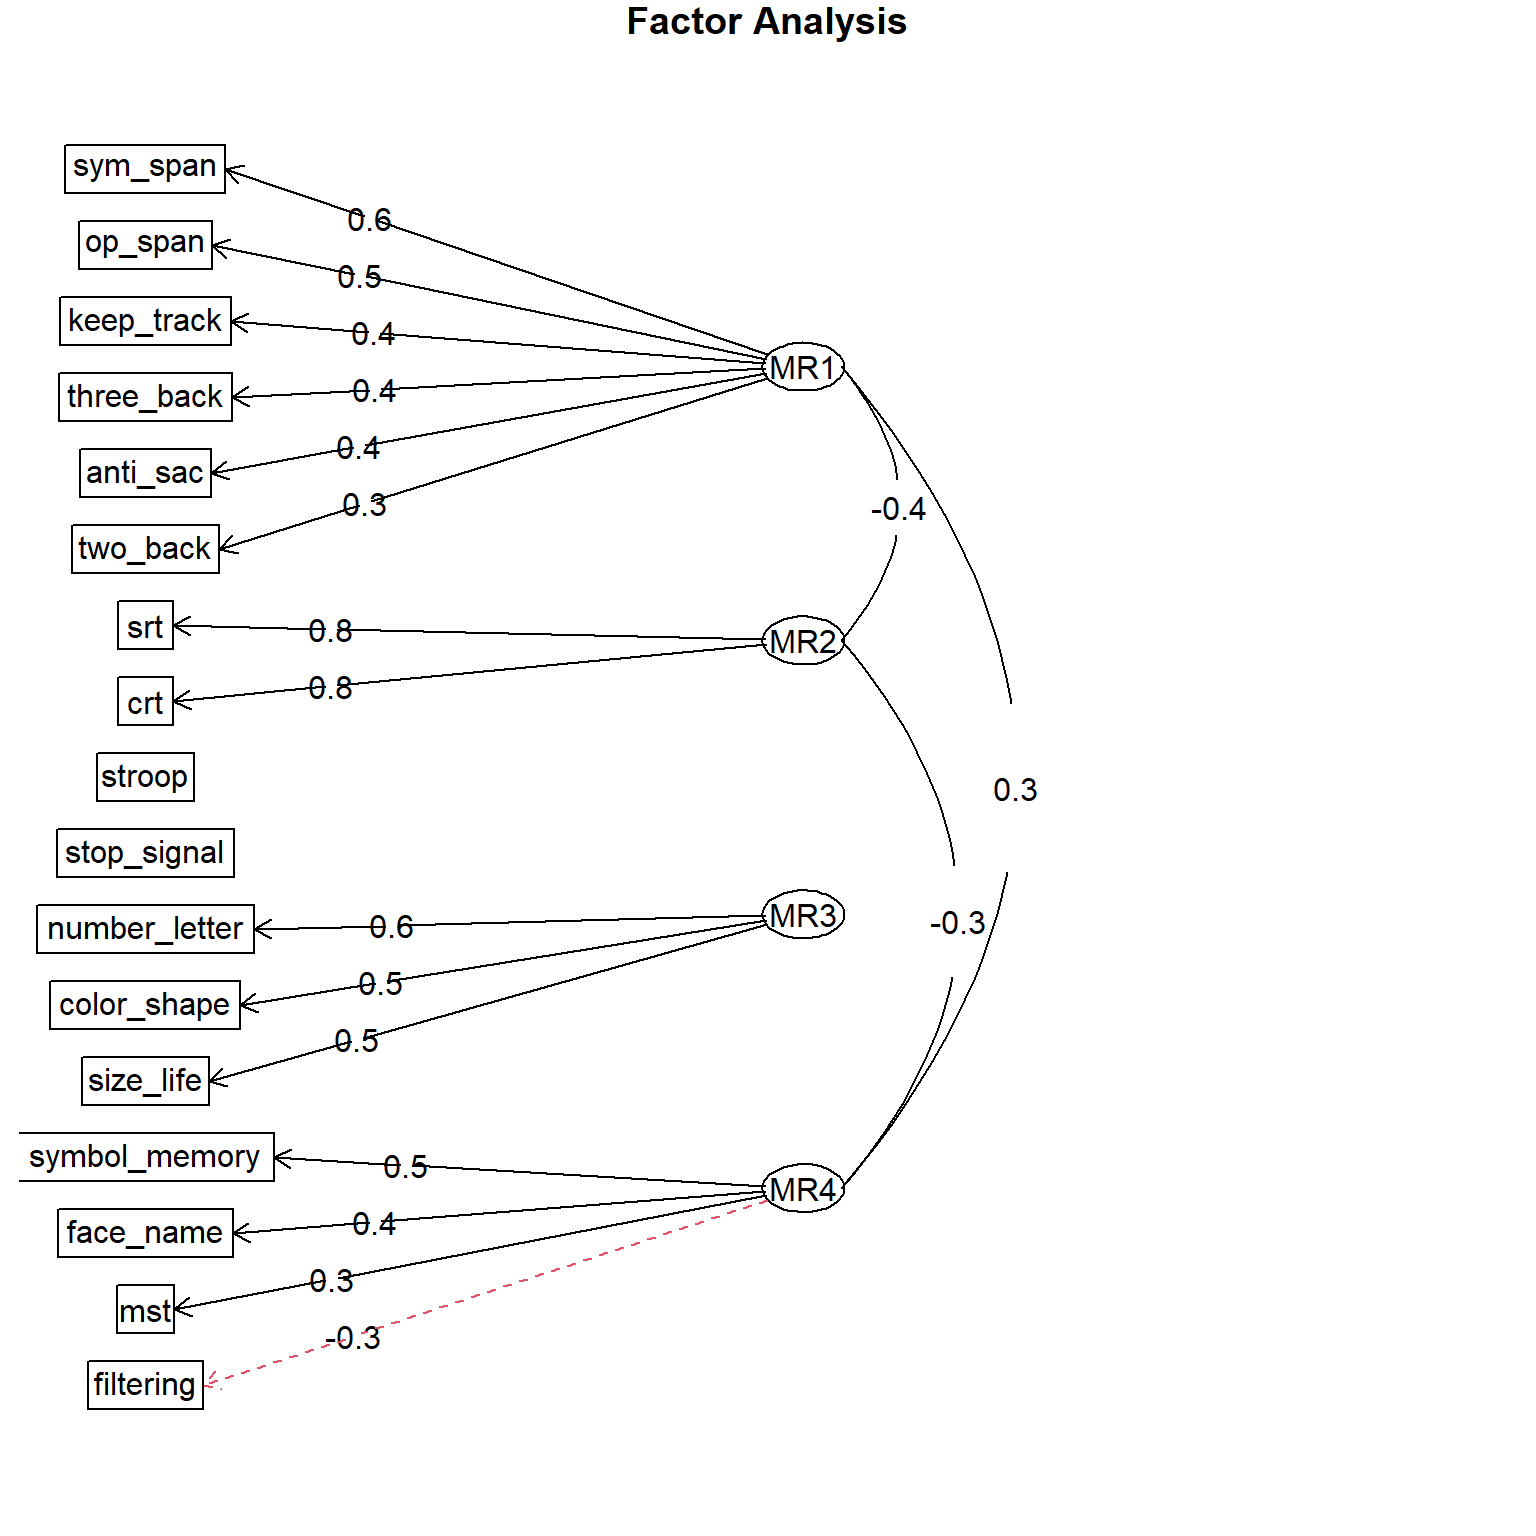 Factor Analysis
sym_span
0.6
op_span
0.5
keep_track
0.4
MR1
three_back
0.4
anti_sac
0.4
two_back
0.3
-0.4
srt
0.8
MR2
crt
0.8
stroop
0.3
stop_signal
number_letter
0.6
MR3
-0.3
color_shape
0.5
size_life
0.5
symbol_memory
0.5
MR4
face_name
0.4
mst
0.3
-0.3
filtering